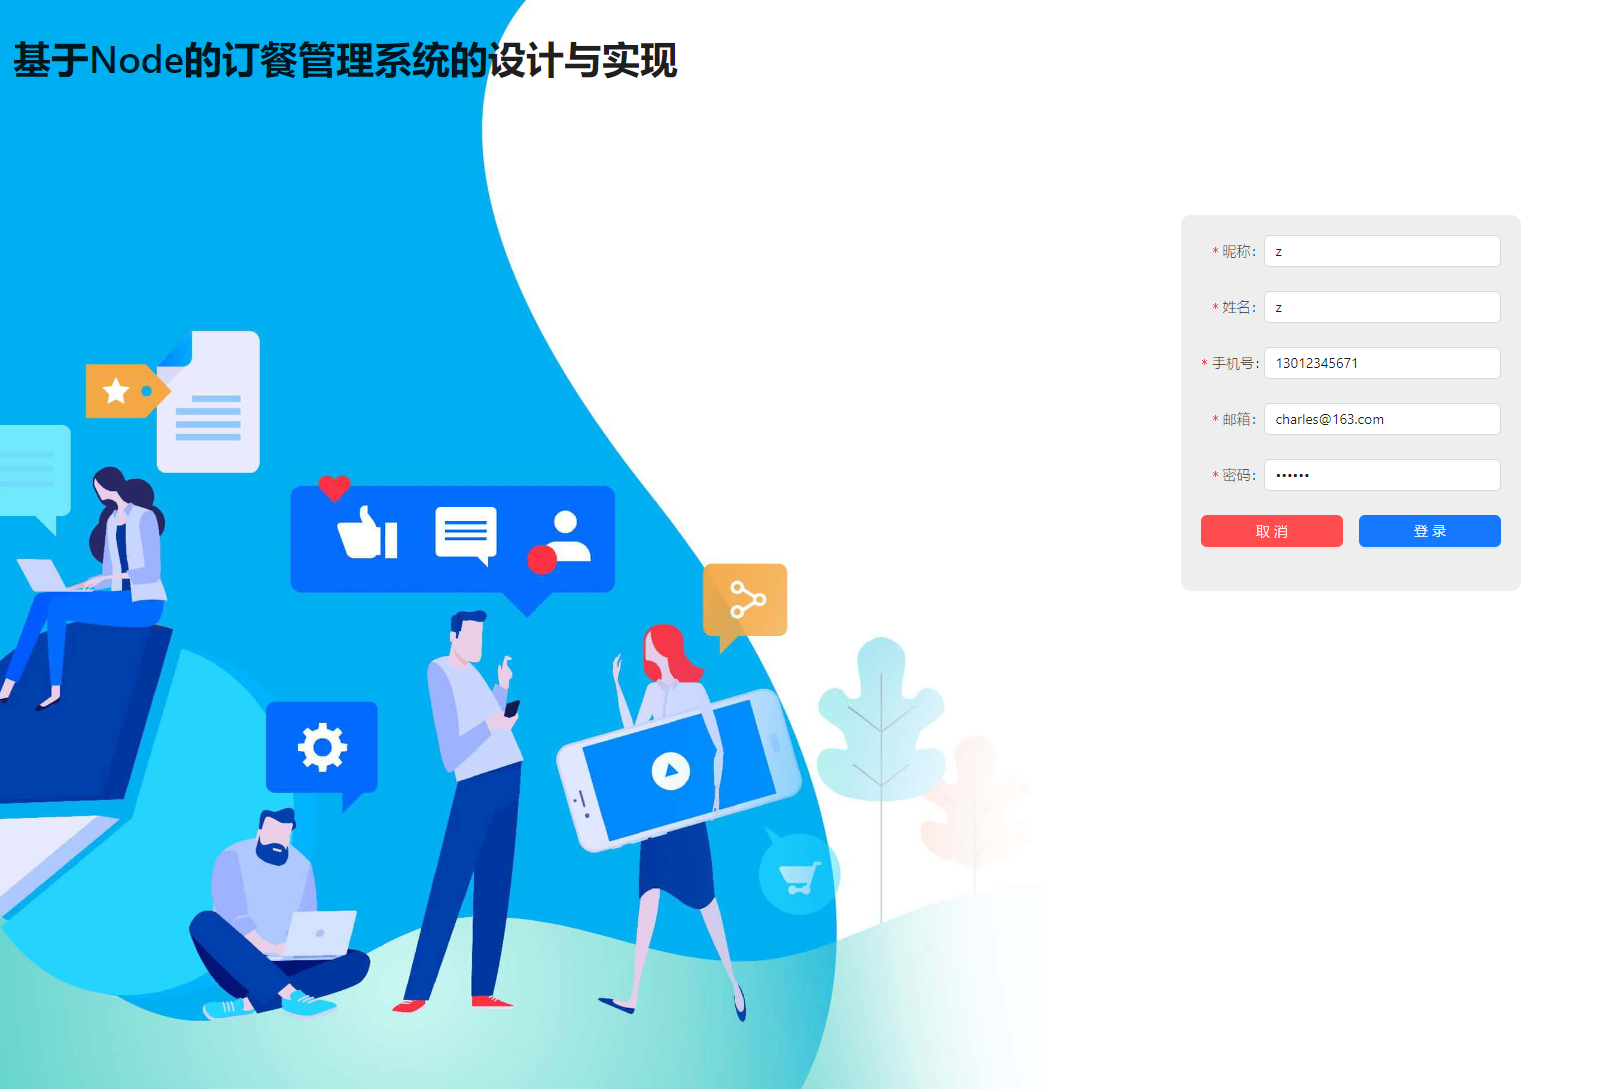 基于Node的订餐管理系统的设计与实现
* 昵称: z
* 姓名: z
* 手机号: 13012345671
* 邮箱: charles@163.com
* 密码: ••••••
取 消 登 录